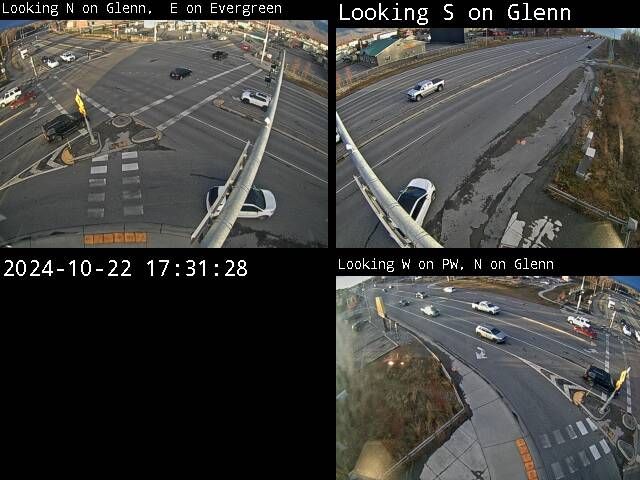 Looking N on Glenn, E on Evergreen
Looking S on Glenn
2024-10-22 17:31:28
Looking W on PW, N on Glenn